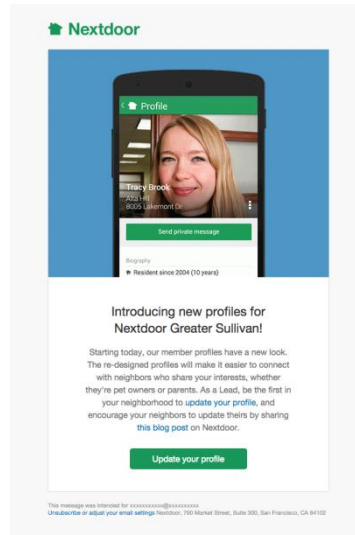 Nextdoor
Profile
Tracy Brook
Alta Hill
8005 Lakemont Dr
Send private message
Biography
Resident since 2004 (10 years)
Introducing new profiles for
Nextdoor Greater Sullivan!
Starting today, our member profiles have a new look.
The re-designed profiles will make it easier to connect
with neighbors who share your interests, whether
they're pet owners or parents. As a Lead, be the first in
your neighborhood to update your profile, and
encourage your neighbors to update theirs by sharing
this blog post on Nextdoor.
Update your profile
This message was intended for xxxxxxxxxxx@xxxxxxxxxx
Unsubscribe or adjust your email settings Nextdoor, 790 Market Street, Suite 300, San Francisco, CA 94102